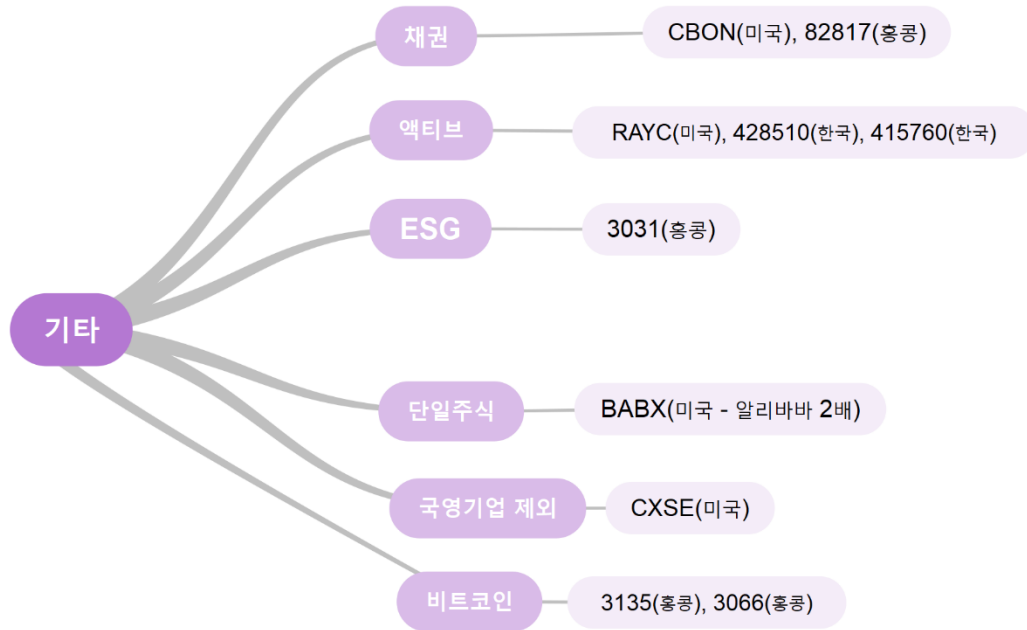 채권
CBON(미국), 82817(홍콩)
액티브
RAYC(미국), 428510(한국), 415760(한국)
ESG
3031(홍콩)
기타
단일주식
BABX(미국 - 알리바바 2배)
국영기업 제외
CXSE(미국)
비트코인
3135(홍콩), 3066(홍콩)